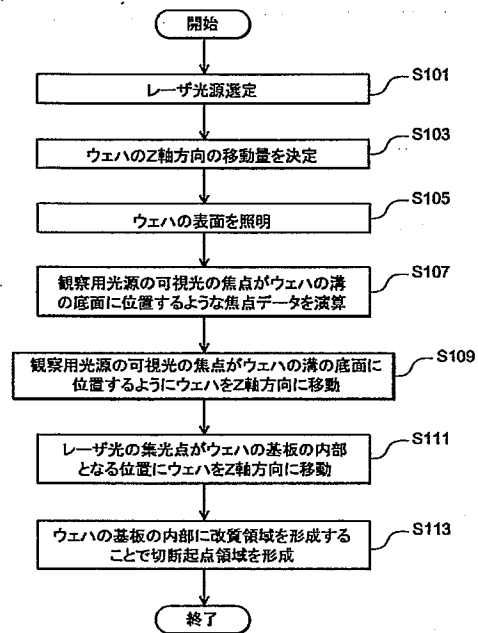 開始
レーザ光源選定
S101
ウェハのZ軸方向の移動量を決定
S103
ウェハの表面を照明
S105
観察用光源の可視光の焦点がウェハの溝
の底面に位置するような焦点データを演算
S107
観察用光源の可視光の焦点がウェハの溝の底面に
位置するようにウェハをZ軸方向に移動
S109
レーザ光の集光点がウェハの基板の内部
となる位置にウェハをZ軸方向に移動
S111
ウェハの基板の内部に改質領域を形成する
ことで切断起点領域を形成
S113
終了